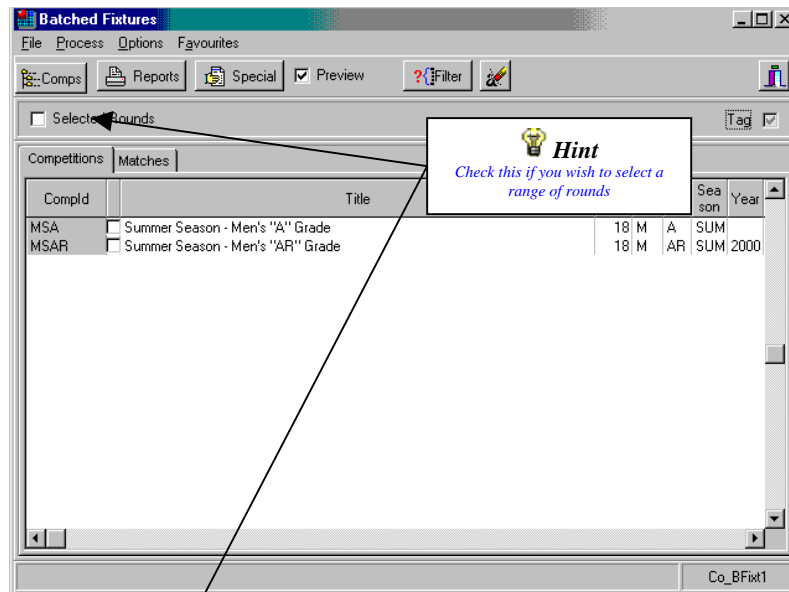 Batched Fixtures
File Process Options Favourites
Comps Reports Special Preview ?{Filter
Selected Rounds Tag
Hint
Check this if you wish to select a
range of rounds
Competitions Matches
CompId Title Sea
son Year
MSA Summer Season - Men's "A" Grade 18 M A SUM
MSAR Summer Season - Men's "AR" Grade 18 M AR SUM 2000
Co_BFixt1